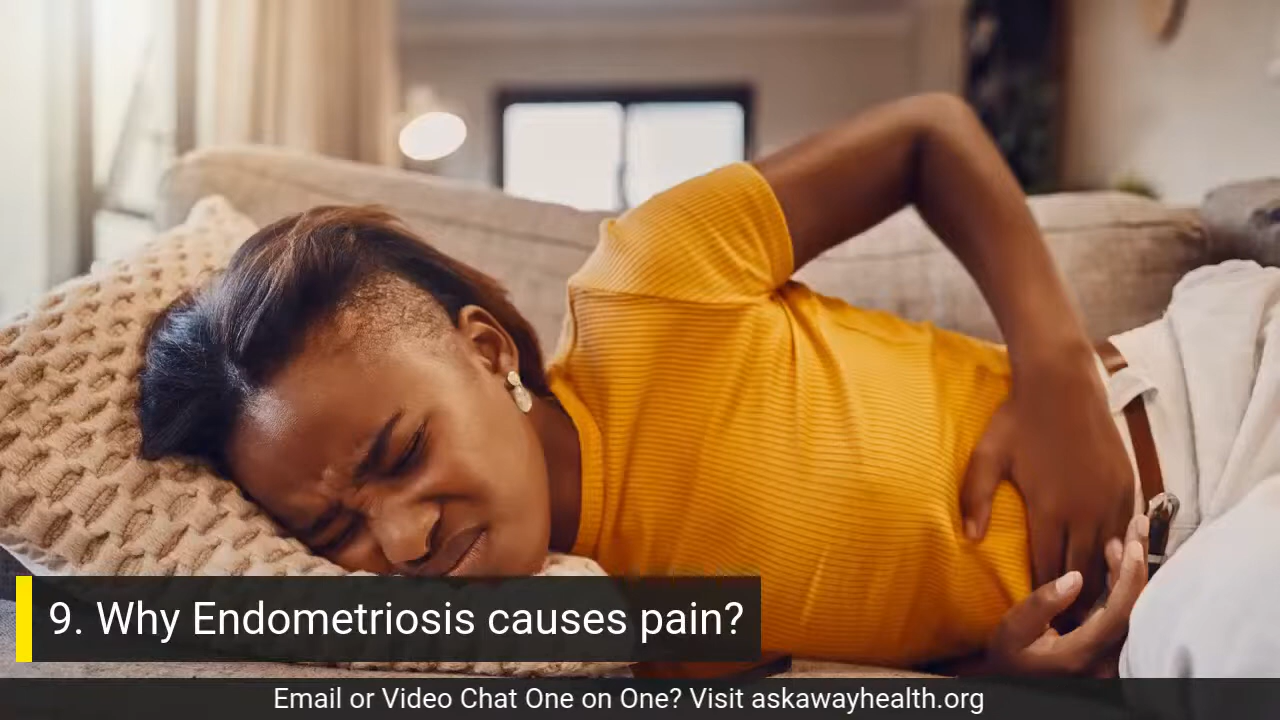 9. Why Endometriosis causes pain?
Email or Video Chat One on One? Visit askawayhealth.org